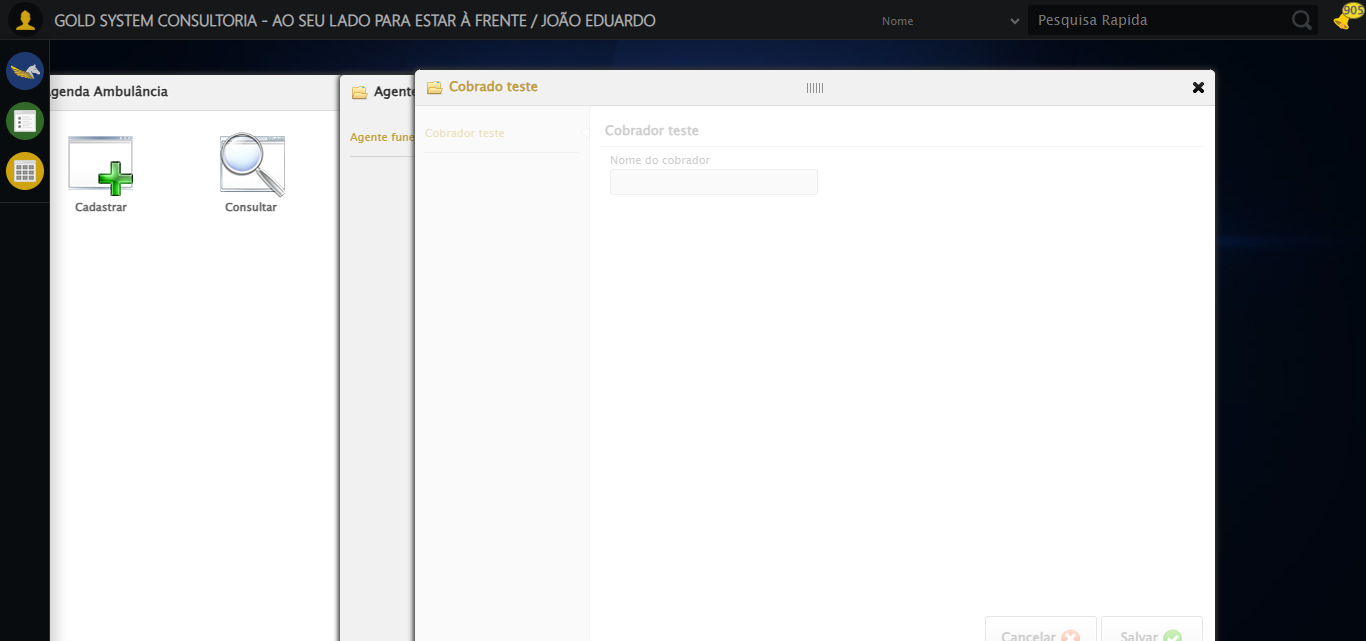 GOLD SYSTEM CONSULTORIA - AO SEU LADO PARA ESTAR À FRENTE / JOÃO EDUARDO
Nome
Pesquisa Rapida
905
genda Ambulância
Cadastrar
Consultar
Agente
Agente fune
Cobrado teste
Cobrador teste
Cobrador teste
Nome do cobrador
Cancelar
Salvar